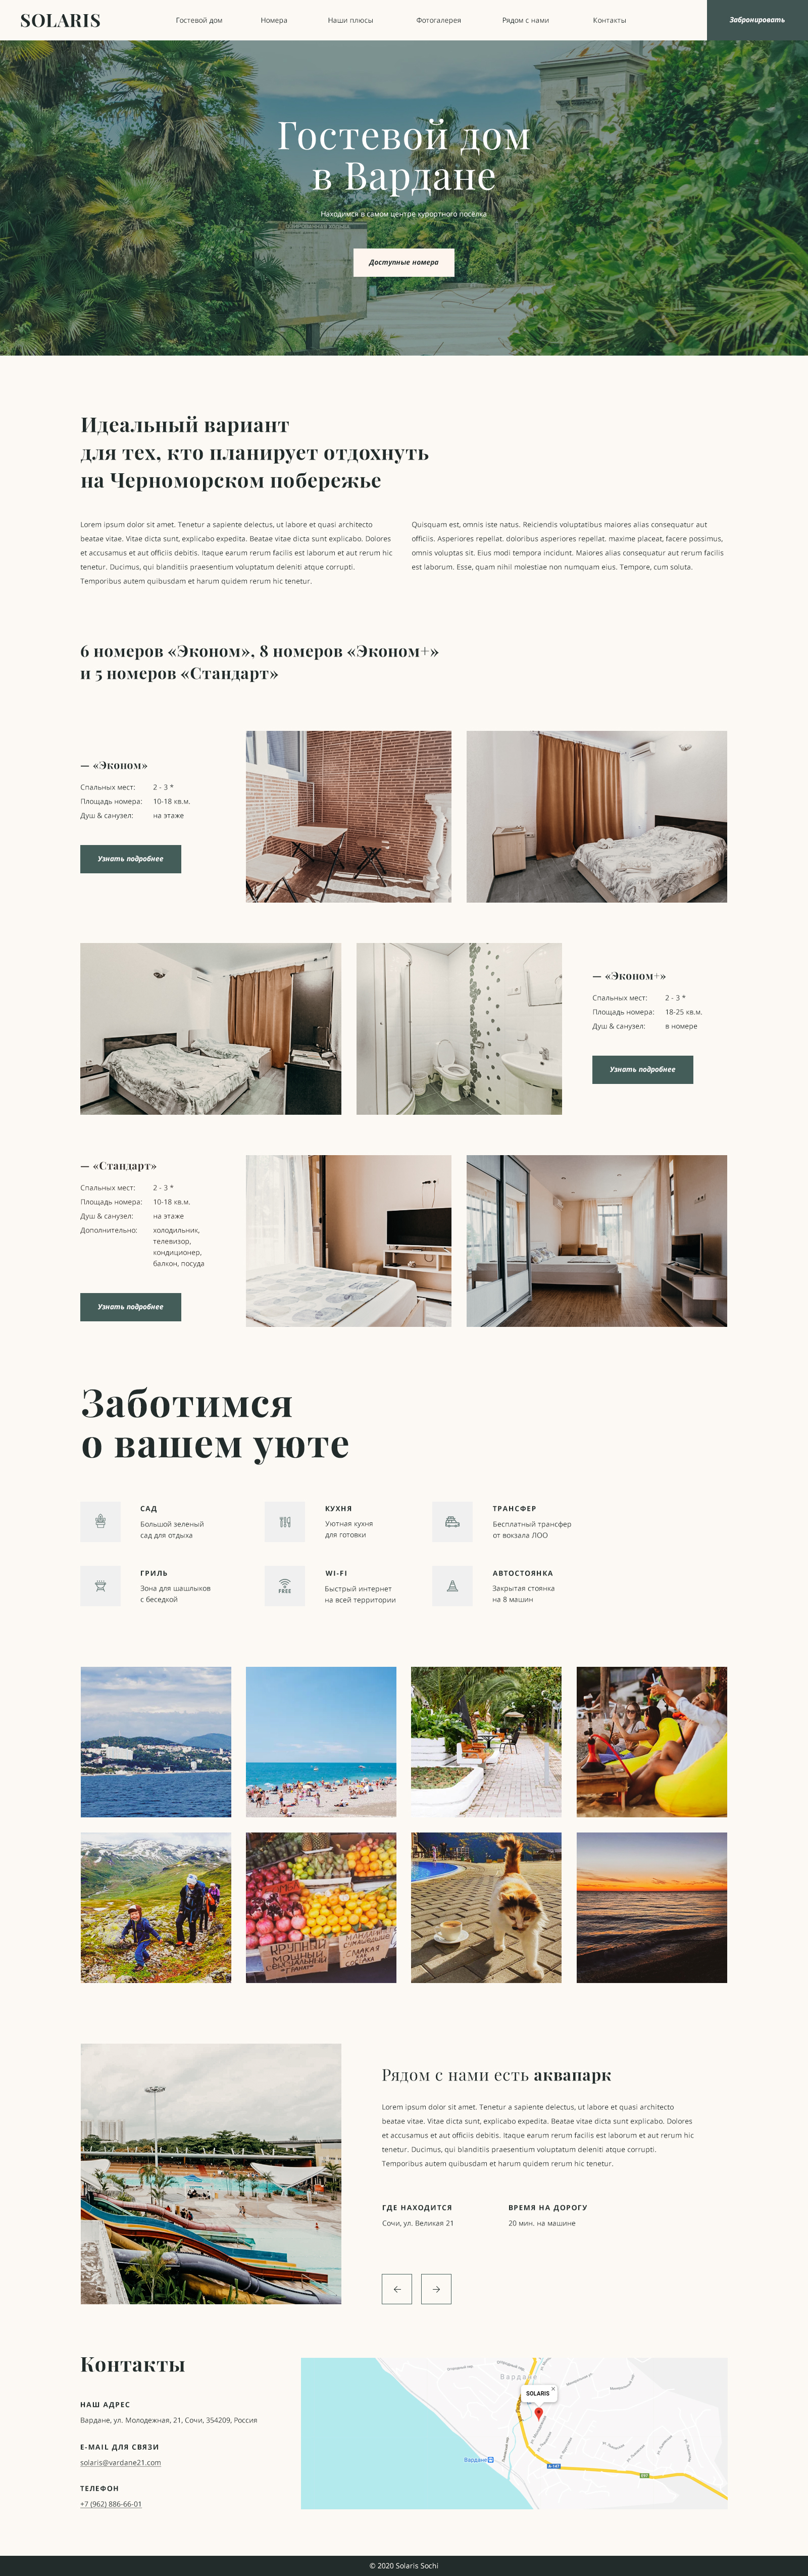 SOLARIS
Гостевой дом
Номера
Наши плюсы
Фотогалерея
Рядом с нами
Контакты
Забронировать
Гостевой дом
в Вардане
Находимся в самом центре курортного поселка
Доступные номера
Идеальный вариант
для тех, кто планирует отдохнуть
на Черноморском побережье
Lorem ipsum dolor sit amet. Tenetur a sapiente delectus, ut labore et quasi architecto
beatae vitae. Vitae dicta sunt, explicabo expedita. Beatae vitae dicta sunt explicabo. Dolores
et accusamus et aut officiis debitis. Itaque earum rerum facilis est laborum et aut rerum hic
tenetur. Ducimus, qui blanditiis praesentium voluptatum deleniti atque corrupti.
Temporibus autem quibusdam et harum quidem rerum hic tenetur.
Quisquam est, omnis iste natus. Reiciendis voluptatibus maiores alias consequatur aut
officiis. Asperiores repellat. doloribus asperiores repellat. maxime placeat, facere possimus,
omnis voluptas sit. Eius modi tempora incidunt. Maiores alias consequatur aut rerum facilis
est laborum. Esse, quam nihil molestiae non numquam eius. Tempore, cum soluta.
6 номеров «Эконом», 8 номеров «Эконом+»
и 5 номеров «Стандарт»
— «Эконом»
Спальных мест: 2 - 3 *
Площадь номера: 10-18 кв.м.
Душ & санузел: на этаже
Узнать подробнее
— «Эконом+»
Спальных мест: 2 - 3 *
Площадь номера: 18-25 кв.м.
Душ & санузел: в номере
Узнать подробнее
— «Стандарт»
Спальных мест: 2 - 3 *
Площадь номера: 10-18 кв.м.
Душ & санузел: на этаже
Дополнительно: холодильник,
телевизор,
кондиционер,
балкон, посуда
Узнать подробнее
Заботимся
о вашем уюте
САД
Большой зеленый
сад для отдыха
КУХНЯ
Уютная кухня
для готовки
ТРАНСФЕР
Бесплатный трансфер
от вокзала ЛОО
ГРИЛЬ
Зона для шашлыков
с беседкой
FREE
WI-FI
Быстрый интернет
на всей территории
АВТОСТОЯНКА
Закрытая стоянка
на 8 машин
КРУПНЫЙ
МОЩНЫЙ
Рядом с нами есть аквапарк
Lorem ipsum dolor sit amet. Tenetur a sapiente delectus, ut labore et quasi architecto
beatae vitae. Vitae dicta sunt, explicabo expedita. Beatae vitae dicta sunt explicabo. Dolores
et accusamus et aut officiis debitis. Itaque earum rerum facilis est laborum et aut rerum hic
tenetur. Ducimus, qui blanditiis praesentium voluptatum deleniti atque corrupti.
Temporibus autem quibusdam et harum quidem rerum hic tenetur.
ГДЕ НАХОДИТСЯ
Сочи, ул. Великая 21
ВРЕМЯ НА ДОРОГУ
20 мин. на машине
Контакты
НАШ АДРЕС
Вардане, ул. Молодежная, 21, Сочи, 354209, Россия
E-MAIL ДЛЯ СВЯЗИ
solaris@vardane21.com
ТЕЛЕФОН
+7 (962) 886-66-01
Вардане
SOLARIS
Вардане
A-147
© 2020 Solaris Sochi